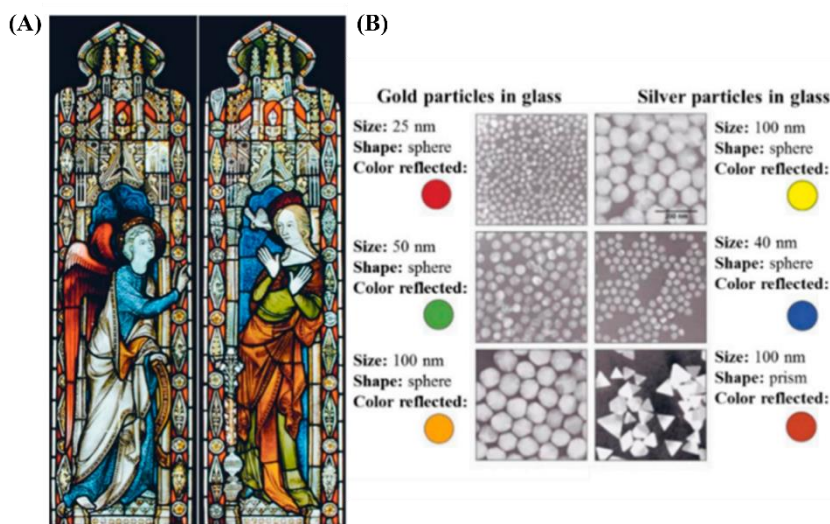 (A)
(B)
Gold particles in glass
Silver particles in glass
Size: 25 nm
Shape: sphere
Color reflected:
Size: 100 nm
Shape: sphere
Color reflected:
Size: 50 nm
Shape: sphere
Color reflected:
Size: 40 nm
Shape: sphere
Color reflected:
Size: 100 nm
Shape: sphere
Color reflected:
Size: 100 nm
Shape: prism
Color reflected: